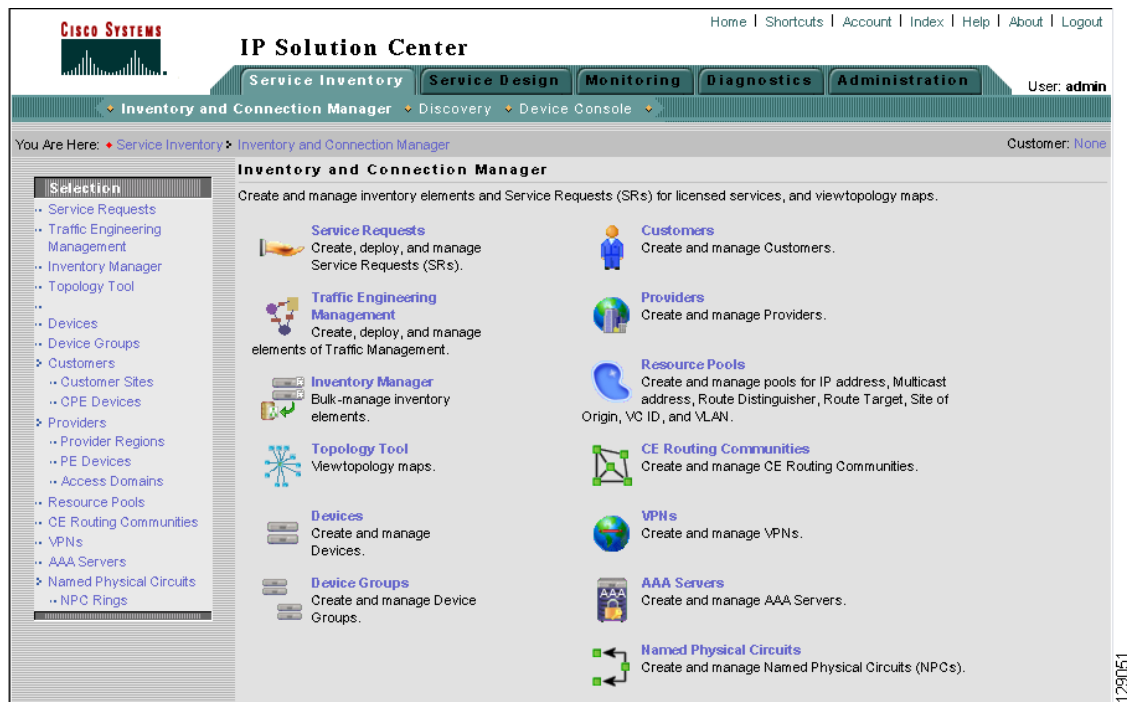 CISCO SYSTEMS
Home | Shortcuts | Account | Index | Help | About | Logout
IP Solution Center
Service Inventory Service Design Monitoring Diagnostics Administration
User: admin
Inventory and Connection Manager Discovery Device Console
You Are Here: Service Inventory Inventory and Connection Manager
Customer: None
Selection
Service Requests
Traffic Engineering
Management
Inventory Manager
Topology Tool
Devices
Device Groups
Customers
Customer Sites
CPE Devices
Providers
Provider Regions
PE Devices
Access Domains
Resource Pools
CE Routing Communities
VPNs
AAA Servers
Named Physical Circuits
NPC Rings
Inventory and Connection Manager
Create and manage inventory elements and Service Requests (SRs) for licensed services, and viewtopology maps.
Service Requests
Create, deploy, and manage
Service Requests (SRs).
Traffic Engineering
Management
Create, deploy, and manage
elements of Traffic Management.
Inventory Manager
Bulk-manage inventory
elements.
Topology Tool
Viewtopology maps.
Devices
Create and manage
Devices.
Device Groups
Create and manage Device
Groups.
Customers
Create and manage Customers.
Providers
Create and manage Providers.
Resource Pools
Create and manage pools for IP address, Multicast
address, Route Distinguisher, Route Target, Site of
Origin, VC ID, and VLAN.
CE Routing Communities
Create and manage CE Routing Communities.
VPNs
Create and manage VPNs.
AAA
AAA Servers
Create and manage AAA Servers.
Named Physical Circuits
Create and manage Named Physical Circuits (NPCs).
129051